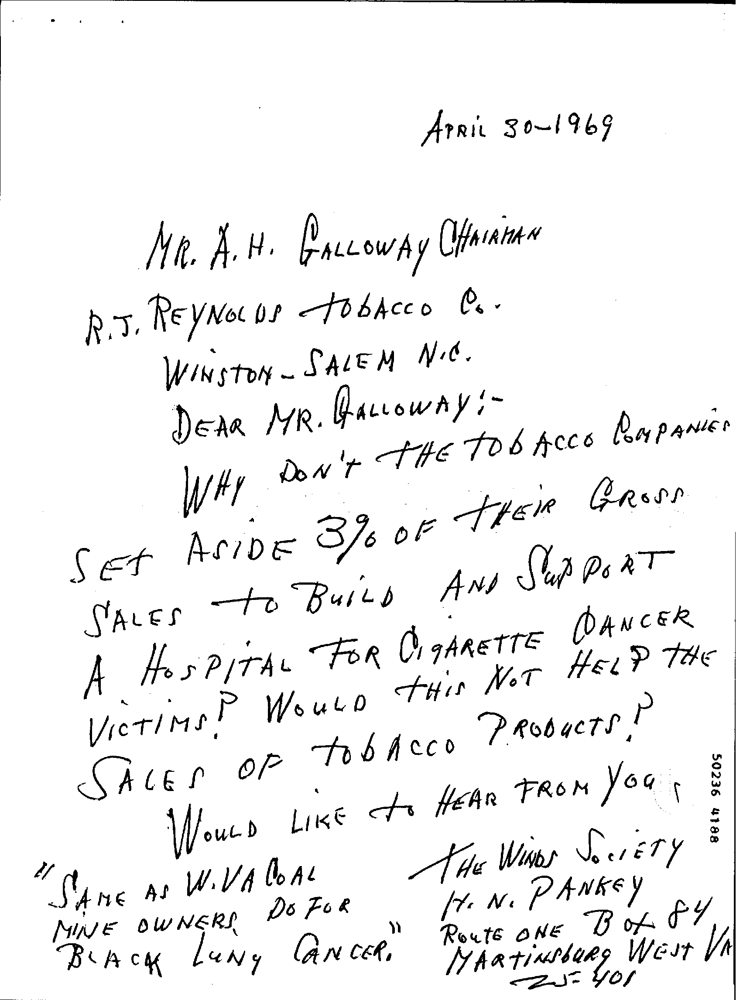 APRIL 30-1969
MR. A. H. GALLOWAY CHAIRMAN
R.J. REYNOLDS TOBACCO Co.
WINSTON-SALEM N.C.
DEAR MR. GALLOWAY:-
WHY DON'T THE TOBACCO COMPANIES
SET ASIDE 3% OF THEIR GROSS
SALES TO BUILD AND SUPPORT
A HOSPITAL FOR CIGARETTE CANCER
VICTIMS? WOULD THIS NOT HELP THE
SALES OF TOBACCO PRODUCTS?
WOULD LIKE TO HEAR FROM YOU,
THE WINDS SOCIETY
H. N. PANKEY
ROUTE ONE BOX 84
MARTINSBURG WEST VA
25401
"SAME AS W.VA COAL
MINE OWNERS DO FOR
BLACK LUNG CANCER."
50236 4188